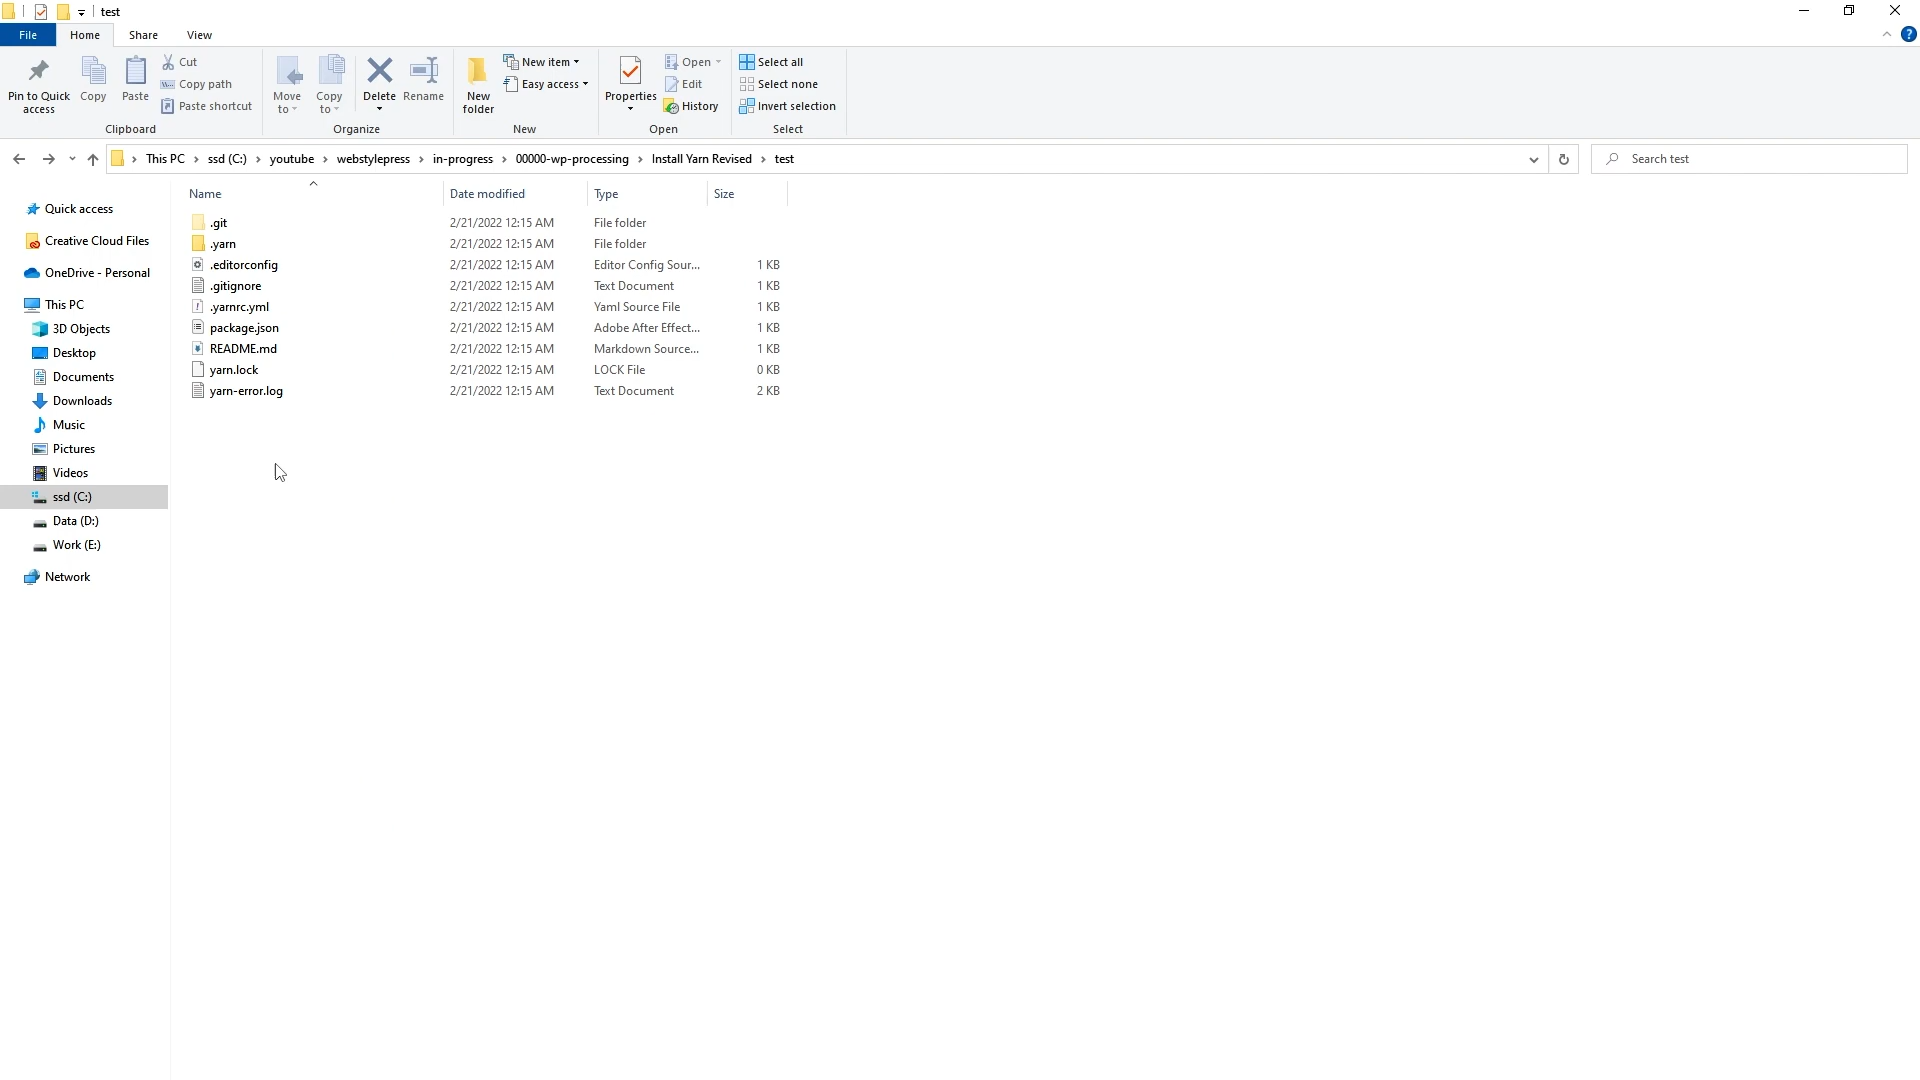 test
File Home Share View
Pin to Quick access
Copy
Paste
Cut
Copy path
Paste shortcut
Clipboard
Move to
Copy to
Delete
Rename
Organize
New folder
New item
Easy access
New
Properties
Open
Edit
History
Open
Select all
Select none
Invert selection
Select
This PC › ssd (C:) › youtube › webstylepress › in-progress › 00000-wp-processing › Install Yarn Revised › test
Search test
Quick access
Creative Cloud Files
OneDrive - Personal
This PC
3D Objects
Desktop
Documents
Downloads
Music
Pictures
Videos
ssd (C:)
Data (D:)
Work (E:)
Network
Name Date modified Type Size
.git 2/21/2022 12:15 AM File folder
.yarn 2/21/2022 12:15 AM File folder
.editorconfig 2/21/2022 12:15 AM Editor Config Sour... 1 KB
.gitignore 2/21/2022 12:15 AM Text Document 1 KB
.yarnrc.yml 2/21/2022 12:15 AM Yaml Source File 1 KB
package.json 2/21/2022 12:15 AM Adobe After Effect... 1 KB
README.md 2/21/2022 12:15 AM Markdown Source... 1 KB
yarn.lock 2/21/2022 12:15 AM LOCK File 0 KB
yarn-error.log 2/21/2022 12:15 AM Text Document 2 KB